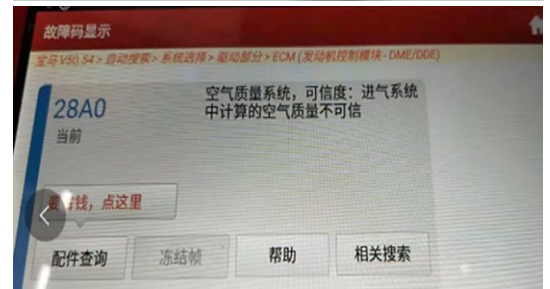 故障码显示
宝马 V50.54 > 自动搜索 > 系统选择 > 驱动部分 > ECM (发动机控制模块 - DME/DDE)
28A0
空气质量系统，可信度：进气系统
中计算的空气质量不可信
当前
省钱，点这里
配件查询
冻结帧
帮助
相关搜索